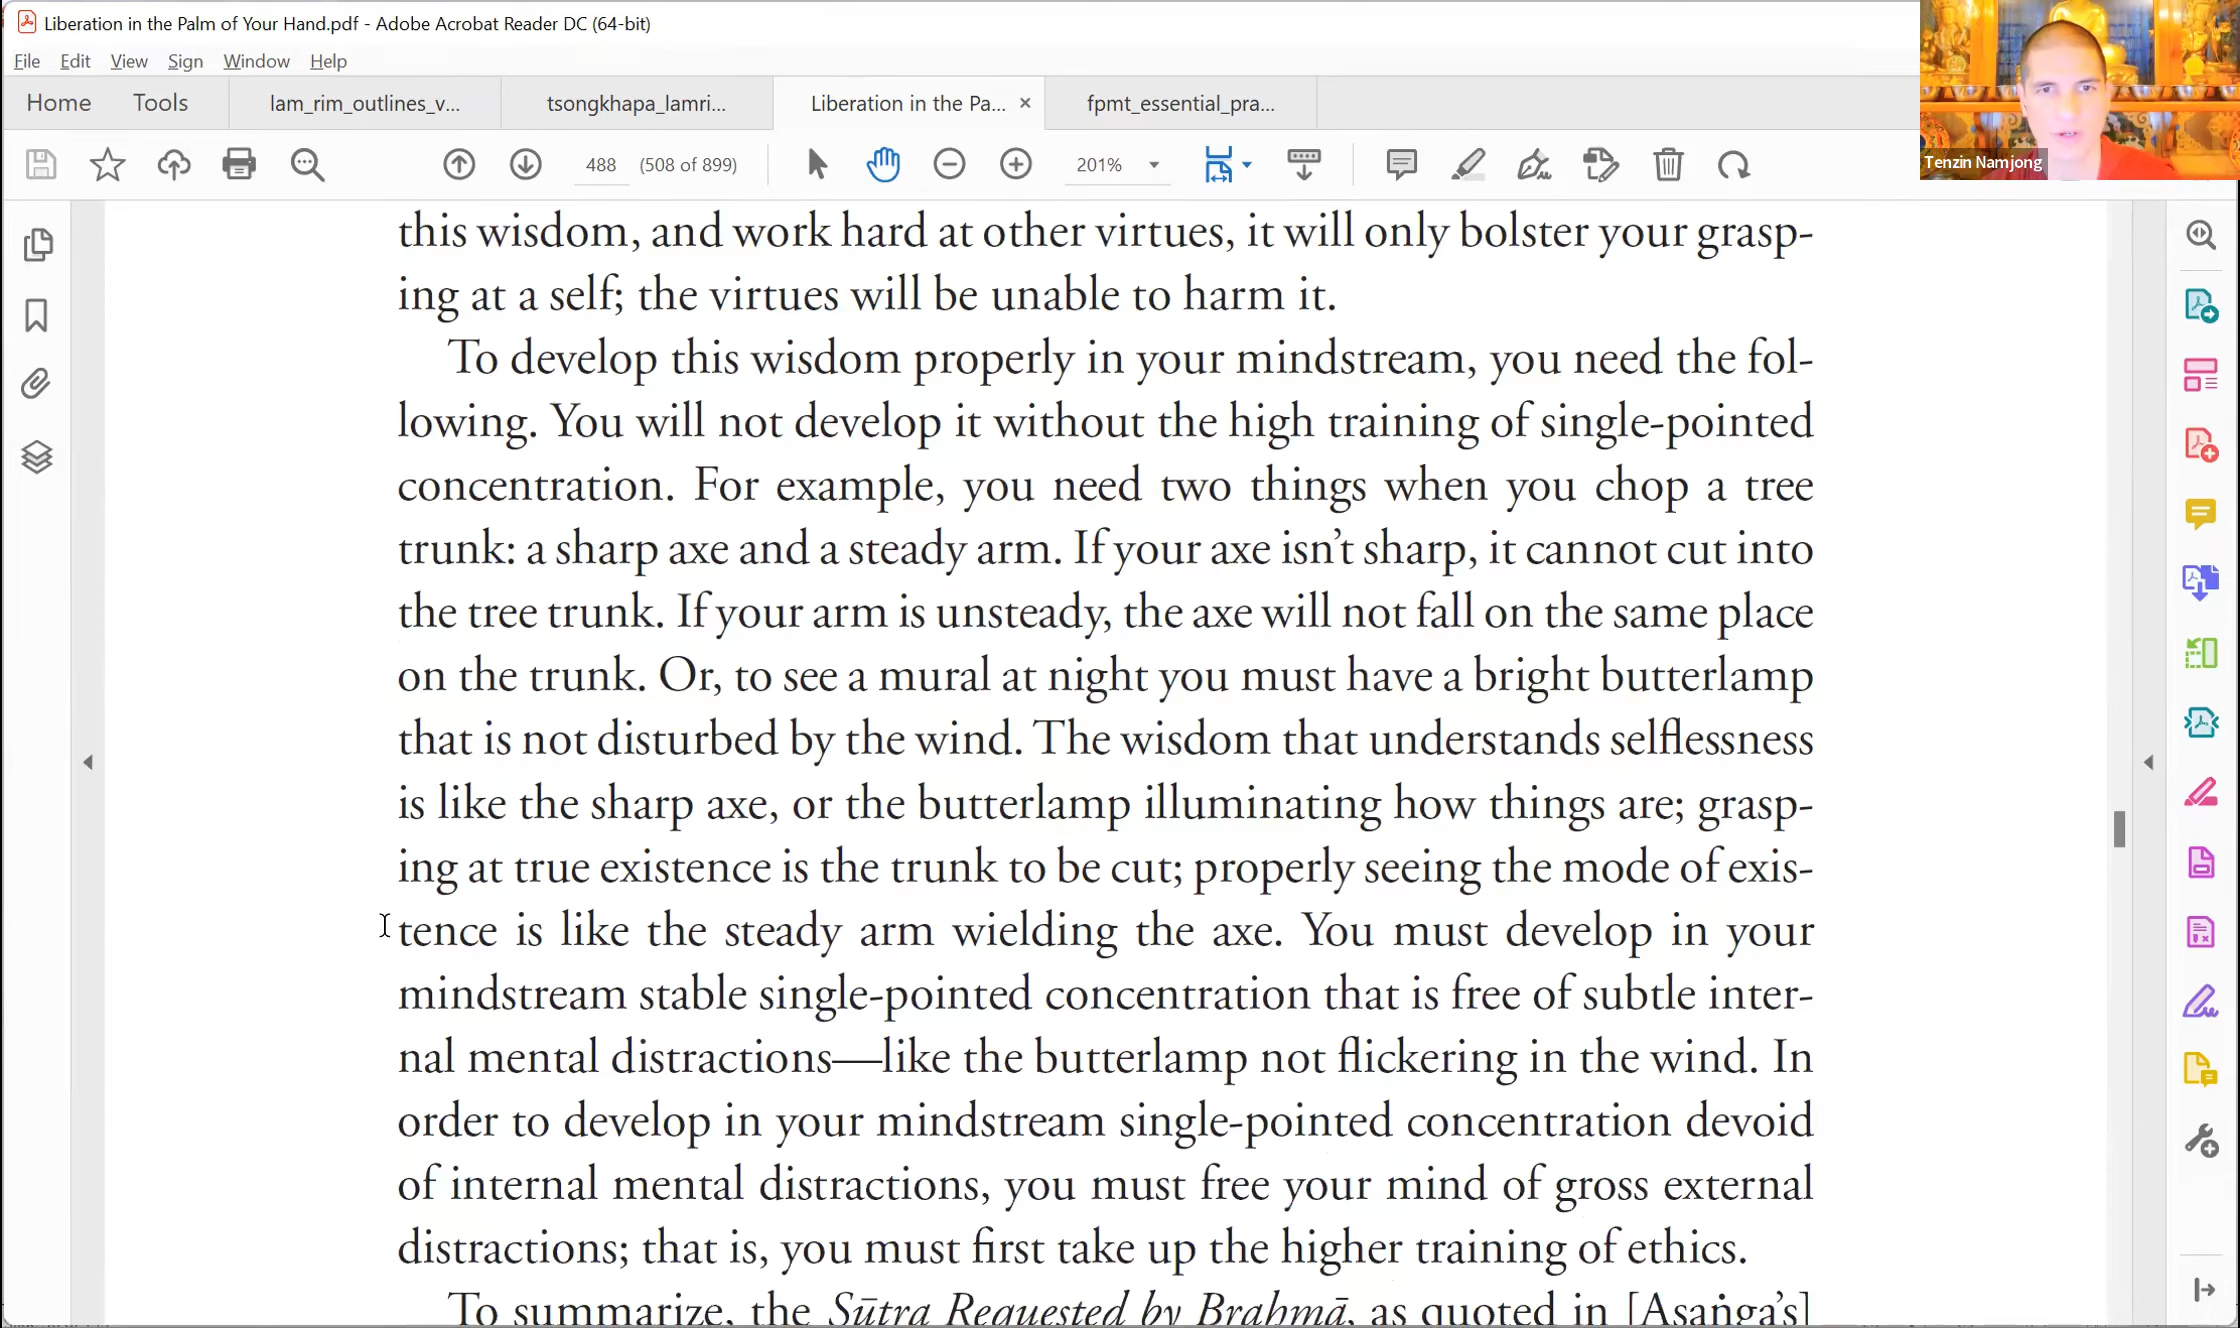 Liberation in the Palm of Your Hand.pdf - Adobe Acrobat Reader DC (64-bit)
File Edit View Sign Window Help
Home Tools lam_rim_outlines_v... tsongkhapa_lamri... Liberation in the Pa... × fpmt_essential_pra...
488 (508 of 899) 201%
Tenzin Namjong
this wisdom, and work hard at other virtues, it will only bolster your grasp-
ing at a self; the virtues will be unable to harm it.
To develop this wisdom properly in your mindstream, you need the fol-
lowing. You will not develop it without the high training of single-pointed
concentration. For example, you need two things when you chop a tree
trunk: a sharp axe and a steady arm. If your axe isn't sharp, it cannot cut into
the tree trunk. If your arm is unsteady, the axe will not fall on the same place
on the trunk. Or, to see a mural at night you must have a bright butterlamp
that is not disturbed by the wind. The wisdom that understands selflessness
is like the sharp axe, or the butterlamp illuminating how things are; grasp-
ing at true existence is the trunk to be cut; properly seeing the mode of exis-
tence is like the steady arm wielding the axe. You must develop in your
mindstream stable single-pointed concentration that is free of subtle inter-
nal mental distractions—like the butterlamp not flickering in the wind. In
order to develop in your mindstream single-pointed concentration devoid
of internal mental distractions, you must free your mind of gross external
distractions; that is, you must first take up the higher training of ethics.
To summarize, the Sūtra Requested by Brahmā, as quoted in [Asaṅga's]